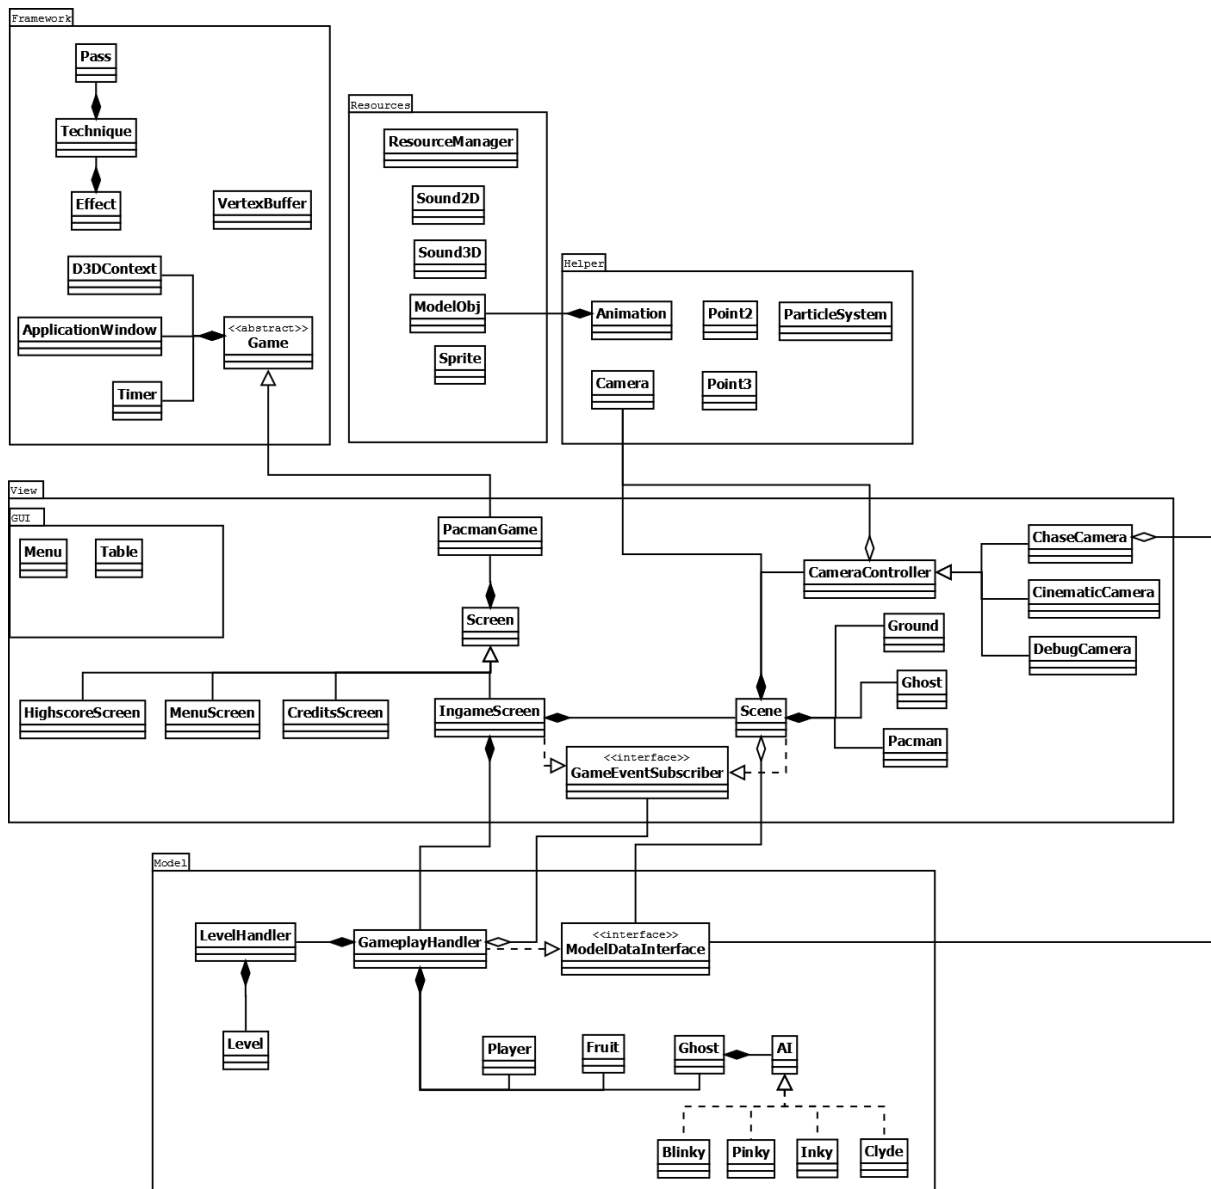 Framework
Pass
Technique
Effect
VertexBuffer
D3DContext
ApplicationWindow
<<abstract>>
Game
Timer
Resources
ResourceManager
Sound2D
Sound3D
ModelObj
Sprite
Helper
Animation
Point2
ParticleSystem
Camera
Point3
View
GUI
Menu
Table
PacmanGame
Screen
CameraController
ChaseCamera
CinematicCamera
DebugCamera
Ground
Ghost
Pacman
HighscoreScreen
MenuScreen
CreditsScreen
IngameScreen
Scene
<<interface>>
GameEventSubscriber
Model
LevelHandler
GameplayHandler
<<interface>>
ModelDataInterface
Level
Player
Fruit
Ghost
AI
Blinky
Pinky
Inky
Clyde